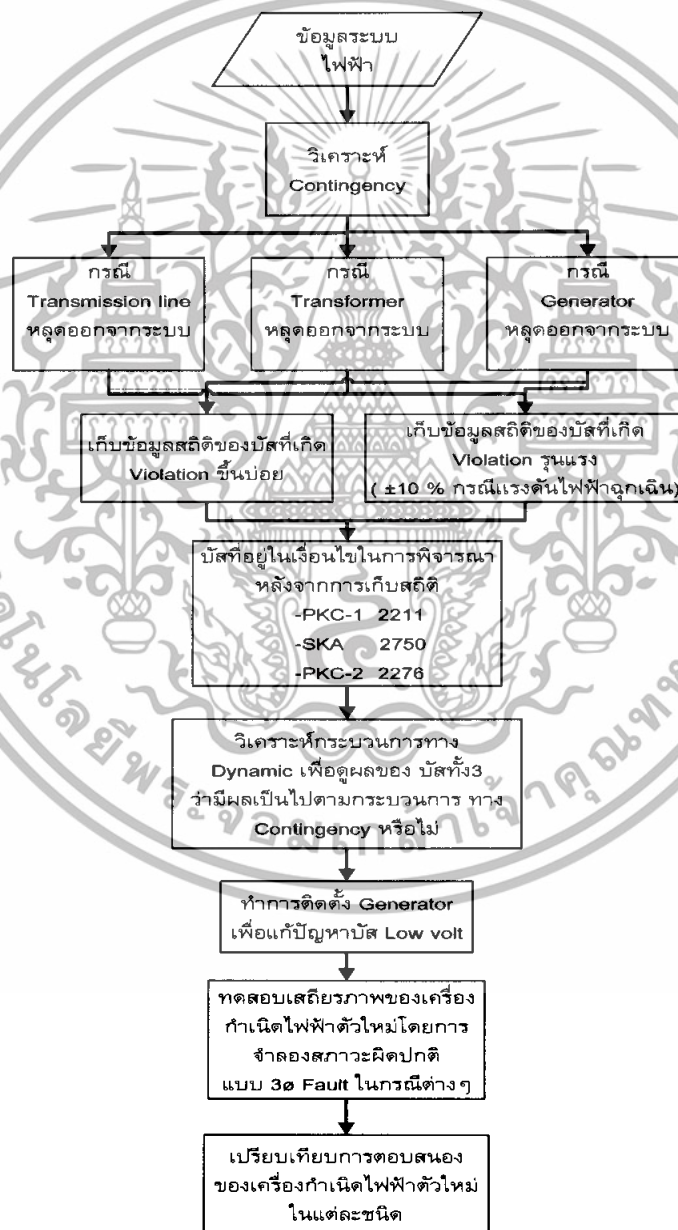 ข้อมูลระบบ
ไฟฟ้า
วิเคราะห์
Contingency
กรณี
Transmission line
หลุดออกจากระบบ
กรณี
Transformer
หลุดออกจากระบบ
กรณี
Generator
หลุดออกจากระบบ
เก็บข้อมูลสถิติของบัสที่เกิด
Violation ขึ้นบ่อย
เก็บข้อมูลสถิติของบัสที่เกิด
Violation รุนแรง
( ±10 % กรณีแรงดันไฟฟ้าฉุกเฉิน)
บัสที่อยู่ในเงื่อนไขในการพิจารณา
หลังจากการเก็บสถิติ
-PKC-1 2211
-SKA 2750
-PKC-2 2276
วิเคราะห์กระบวนการทาง
Dynamic เพื่อดูผลของ บัสทั้ง3
ว่ามีผลเป็นไปตามกระบวนการ ทาง
Contingency หรือไม่
ทำการติดตั้ง Generator
เพื่อแก้ปัญหาบัส Low volt
ทดสอบเสถียรภาพของเครื่อง
กำเนิดไฟฟ้าตัวใหม่โดยการ
จำลองสภาวะผิดปกติ
แบบ 3ø Fault ในกรณีต่างๆ
เปรียบเทียบการตอบสนอง
ของเครื่องกำเนิดไฟฟ้าตัวใหม่
ในแต่ละชนิด